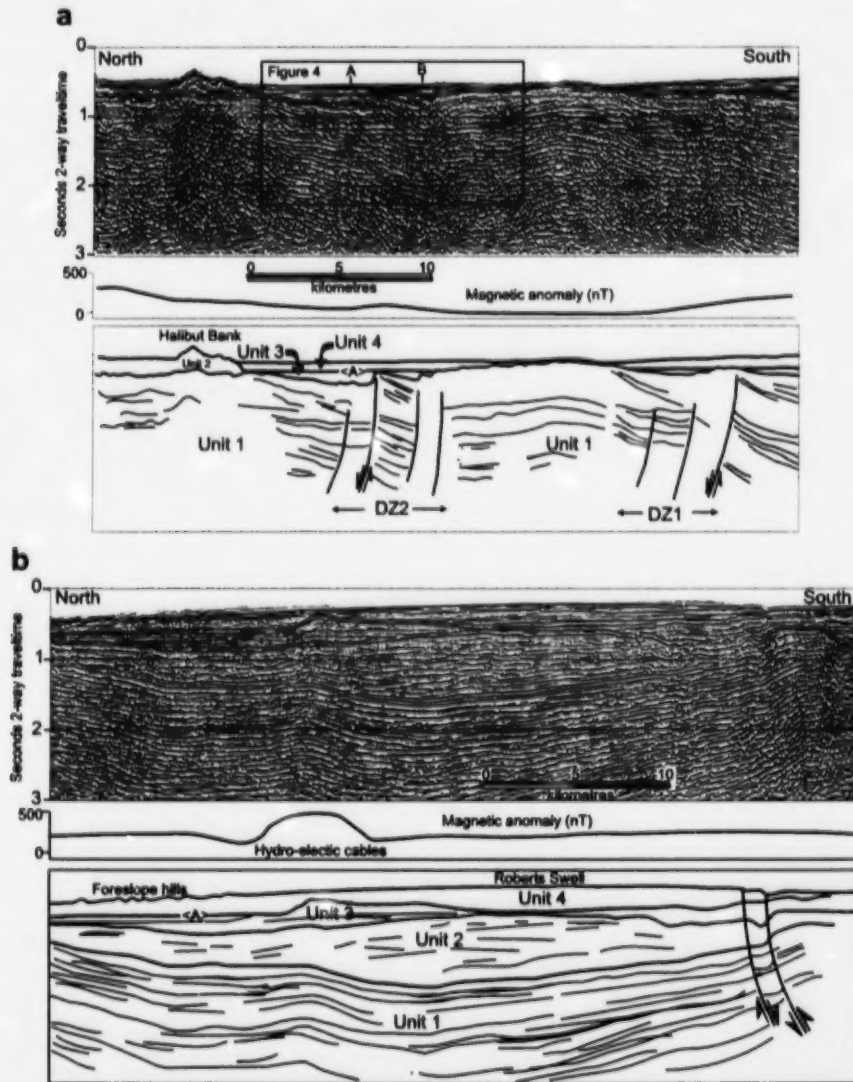 a
0
North
South
Figure 4
A
B
Seconds 2-way traveltime
1
2
3
0 5 10
kilometres
500
0
Magnetic anomaly (nT)
Halibut Bank
Unit 2
Unit 3
Unit 4
<A>
Unit 1
Unit 1
DZ2
DZ1
b
0
North
South
Seconds 2-way traveltime
1
2
3
0 5 10
kilometres
500
0
Magnetic anomaly (nT)
Hydro-electic cables
Foreslope hills
Roberts Swell
<A>
Unit 3
Unit 4
Unit 2
Unit 1